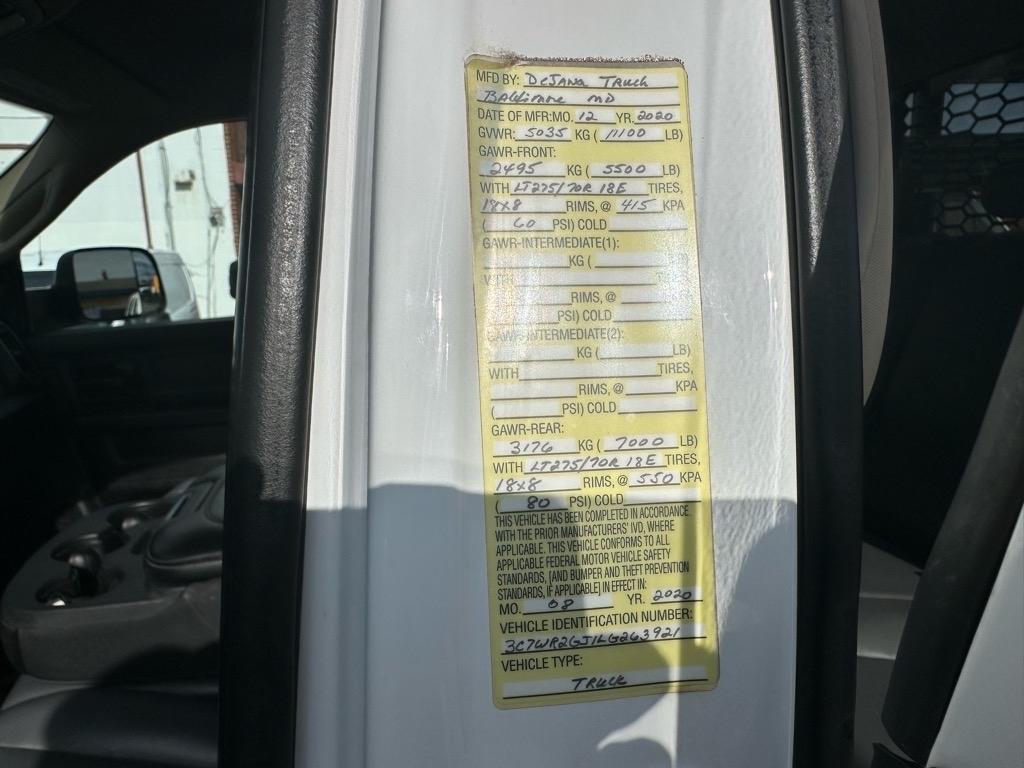 MFD BY: DeJana Truck
Baltimore MD
DATE OF MFR: MO. 12 YR. 2020
GVWR: 5035 KG ( 11100 LB)
GAWR-FRONT:
2495 KG ( 5500 LB)
WITH LT275/70R 18E TIRES,
18x8 RIMS, @ 415 KPA
( 60 PSI) COLD
GAWR-INTERMEDIATE(1):
KG (
WITH
RIMS, @
PSI) COLD
GAWR-INTERMEDIATE(2):
KG ( LB)
WITH TIRES,
RIMS, @ KPA
( PSI) COLD
GAWR-REAR:
3176 KG ( 7000 LB)
WITH LT275/70R 18E TIRES,
18x8 RIMS, @ 550 KPA
( 80 PSI) COLD
THIS VEHICLE HAS BEEN COMPLETED IN ACCORDANCE
WITH THE PRIOR MANUFACTURERS' IVD, WHERE
APPLICABLE. THIS VEHICLE CONFORMS TO ALL
APPLICABLE FEDERAL MOTOR VEHICLE SAFETY
STANDARDS, [AND BUMPER AND THEFT PREVENTION
STANDARDS, IF APPLICABLE] IN EFFECT IN:
MO. 08 YR. 2020
VEHICLE IDENTIFICATION NUMBER:
3C7WR2GJ1LG263921
VEHICLE TYPE:
TRUCK